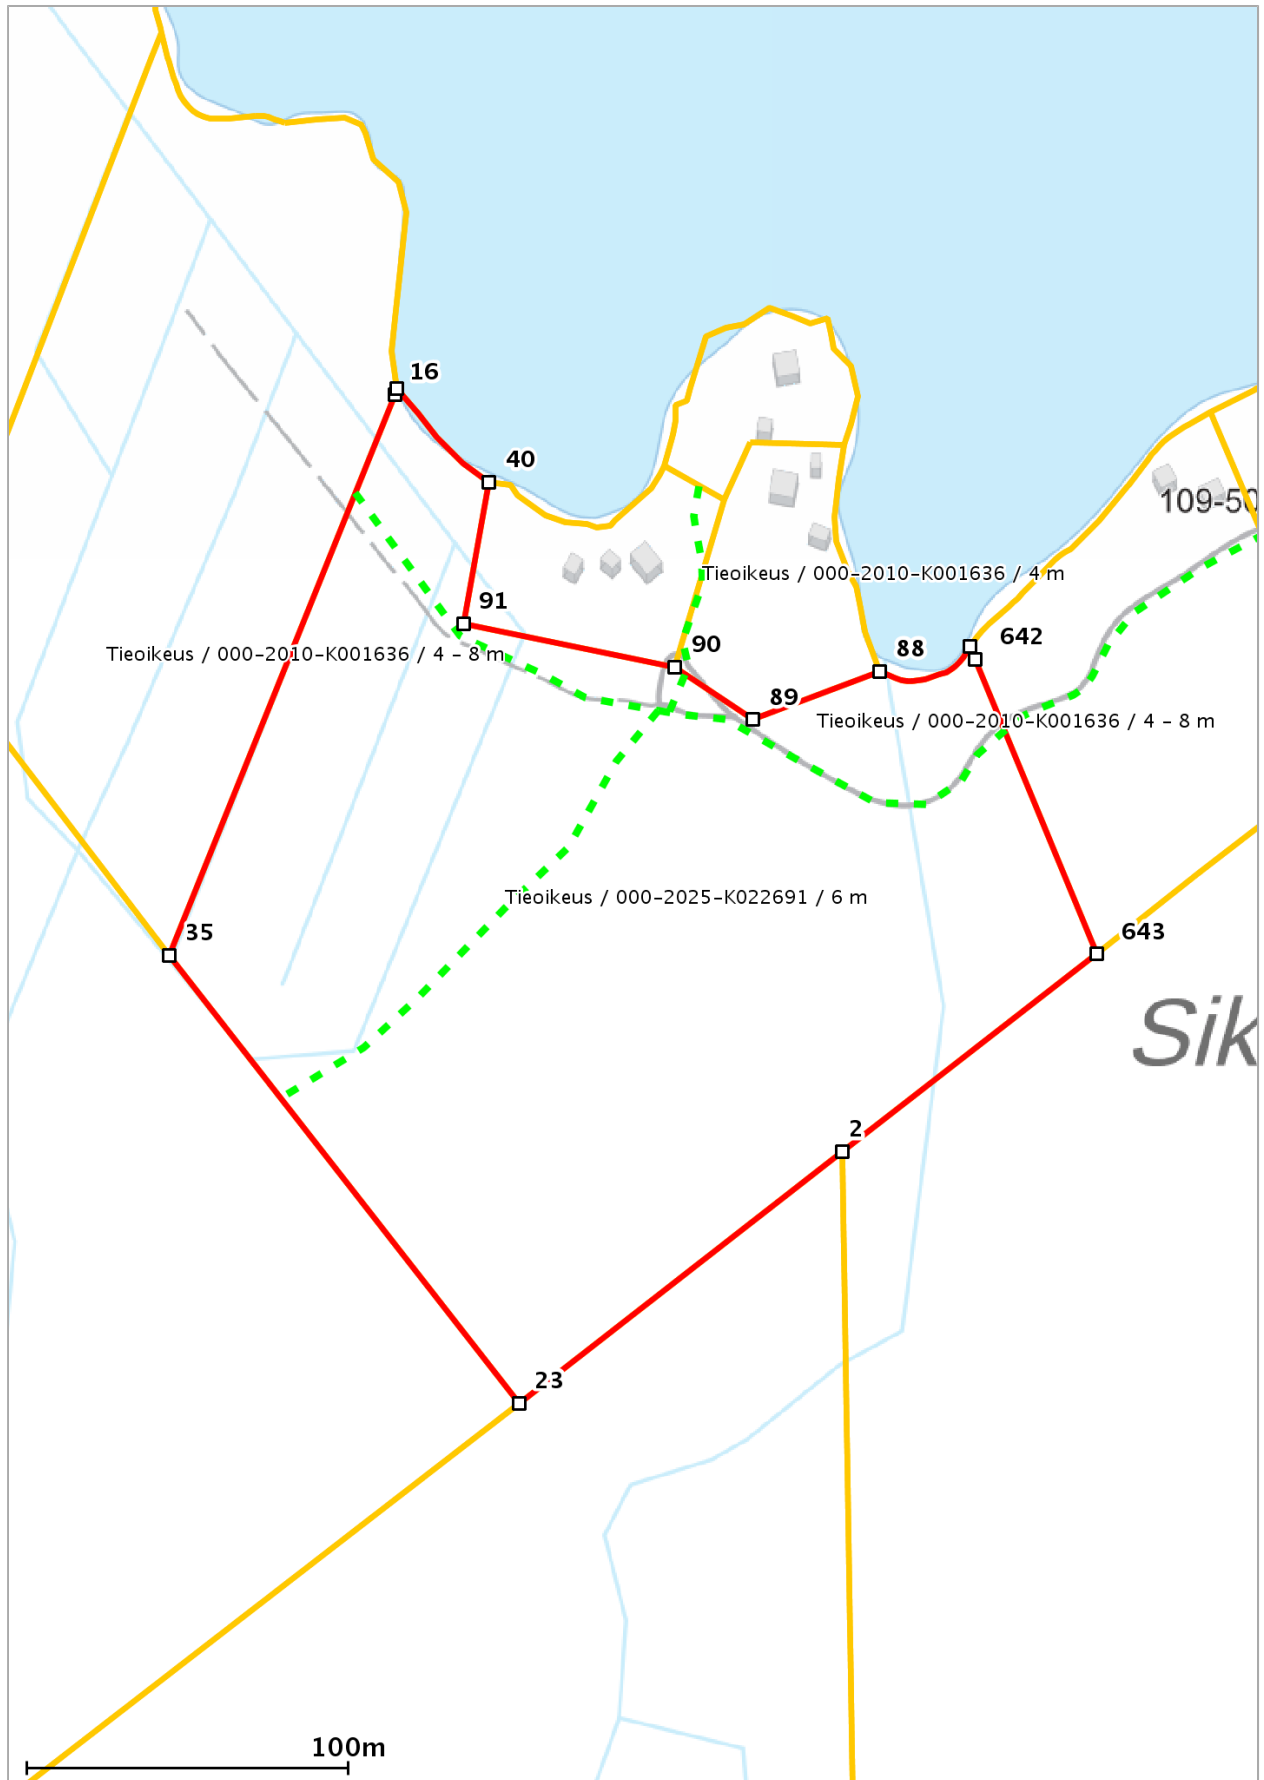 16
40
109-50
Tieoikeus / 000-2010-K001636 / 4 m
91
642
90
88
Tieoikeus / 000-2010-K001636 / 4 - 8 m
89
Tieoikeus / 000-2010-K001636 / 4 - 8 m
Tieoikeus / 000-2025-K022691 / 6 m
35
643
Sik
2
23
100m